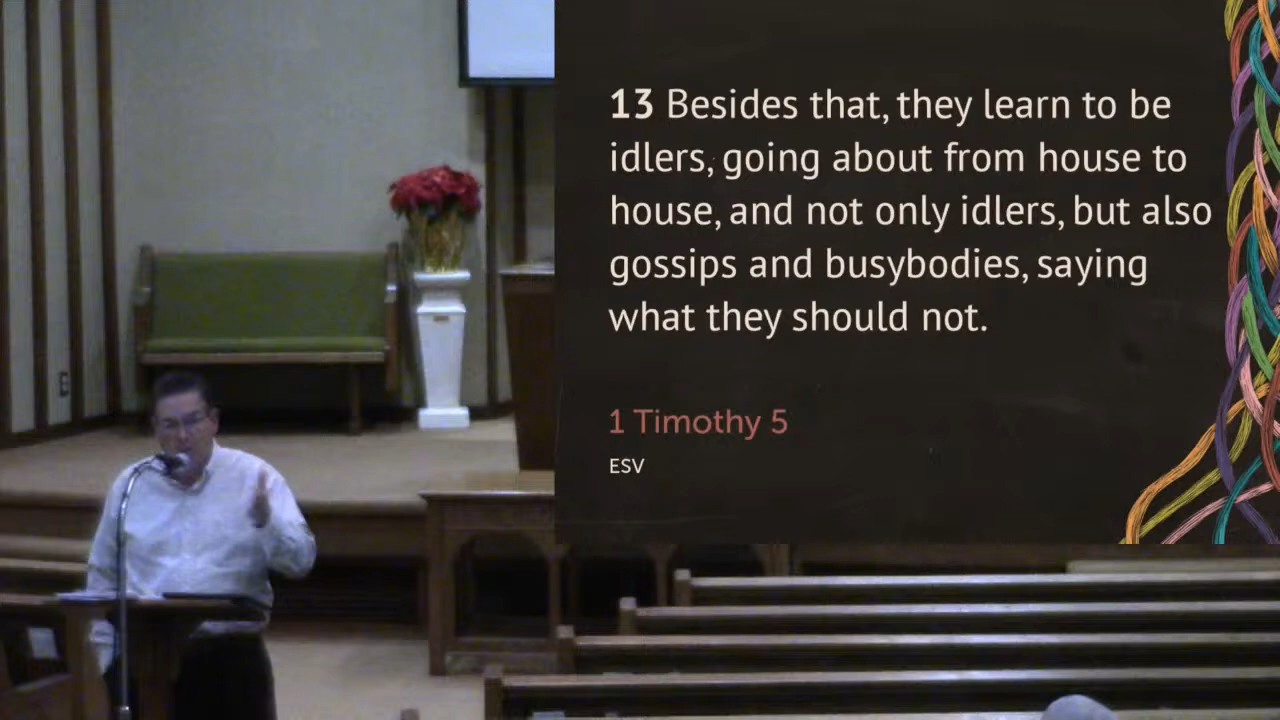 13 Besides that, they learn to be
idlers, going about from house to
house, and not only idlers, but also
gossips and busybodies, saying
what they should not.
1 Timothy 5
ESV